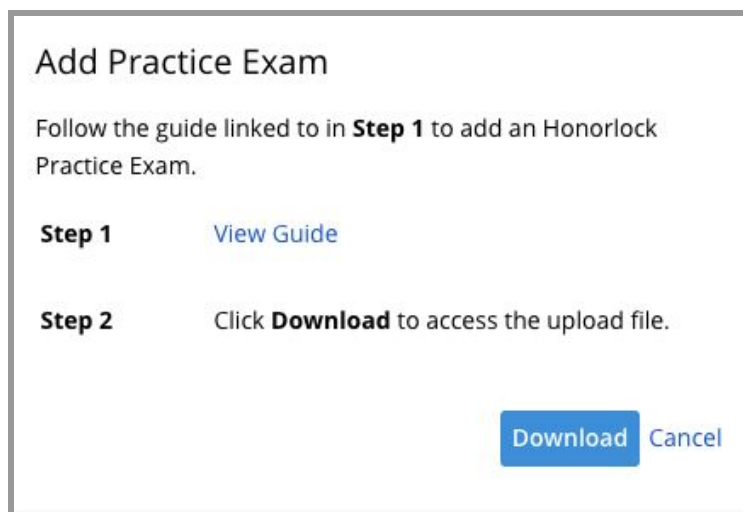 Add Practice Exam
Follow the guide linked to in Step 1 to add an Honorlock
Practice Exam.
Step 1 View Guide
Step 2 Click Download to access the upload file.
Download Cancel